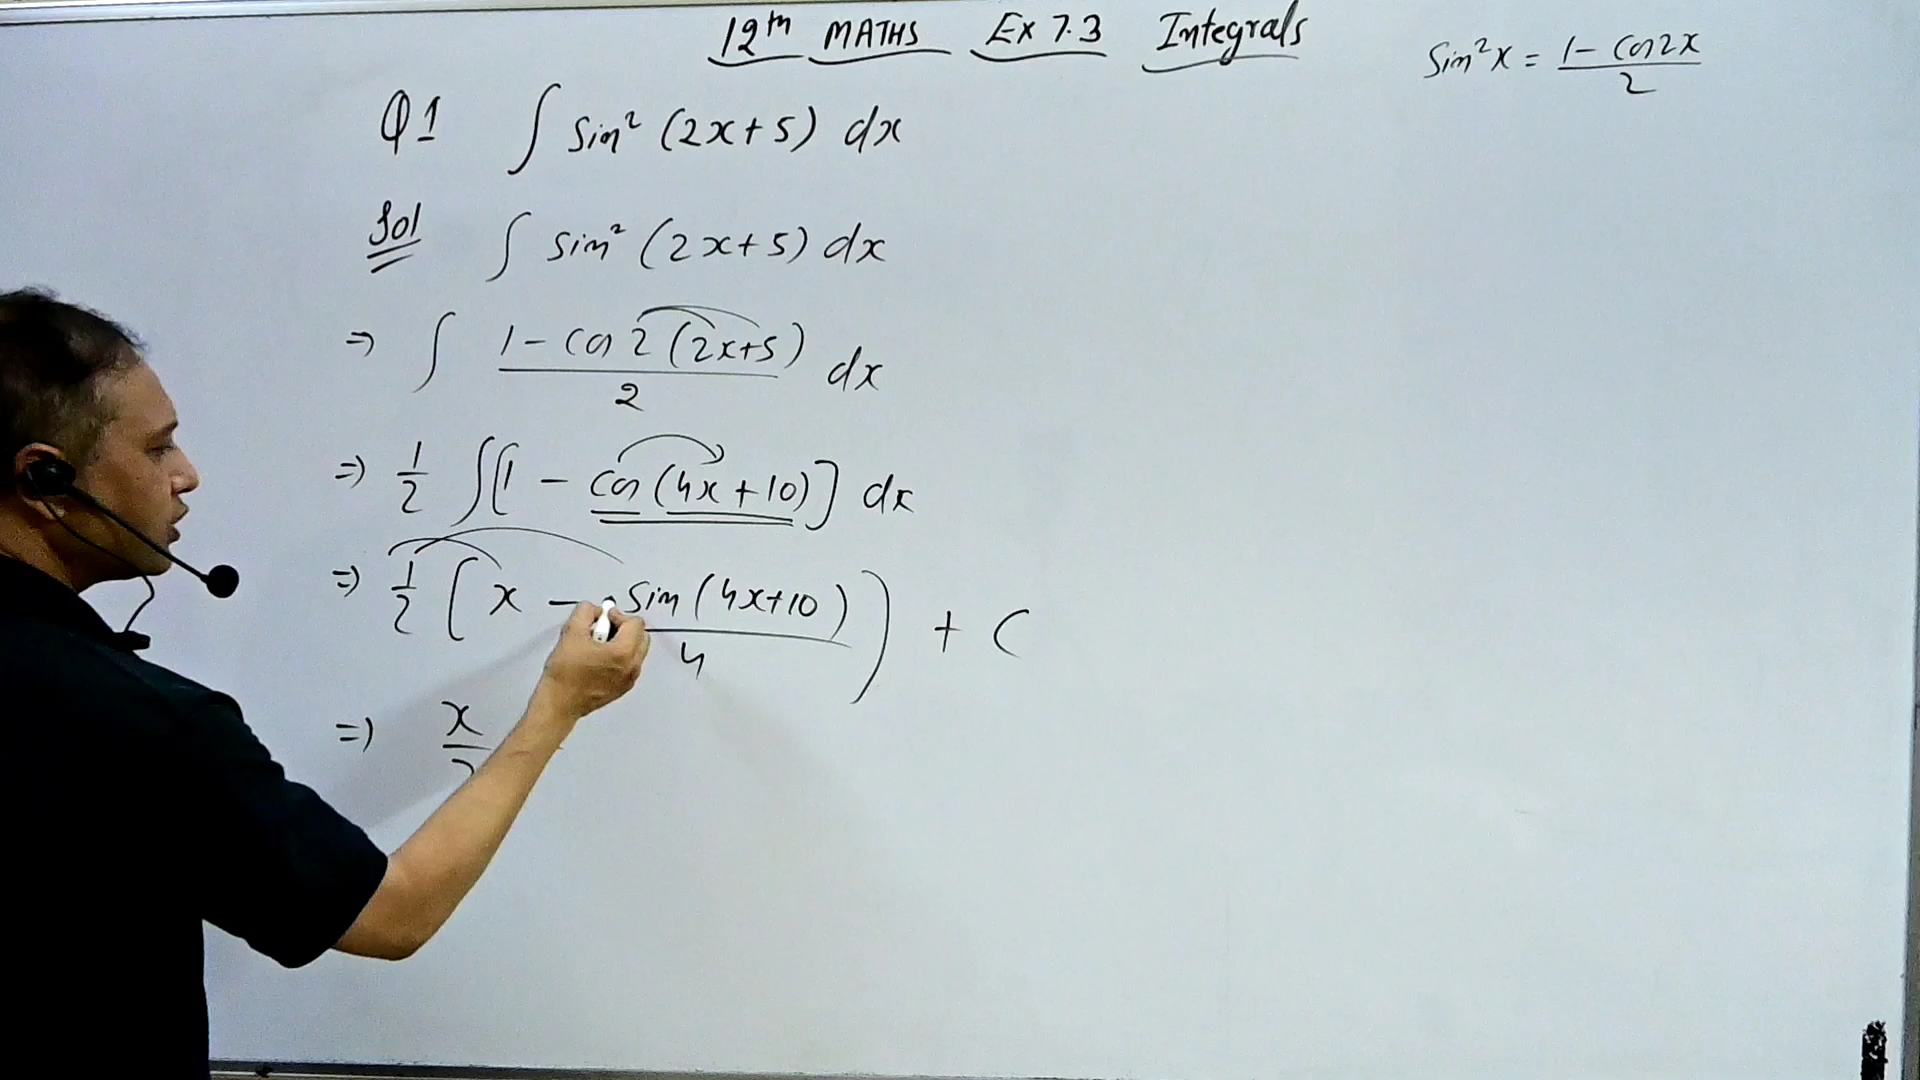 12th MATHS Ex 7.3 Integrals
Sin²x = (1 - Cos2x)/2
Q1 ∫ Sin² (2x+5) dx
Sol ∫ Sin² (2x+5) dx
⇒ ∫ (1 - Cos 2 (2x+5))/2 dx
⇒ 1/2 ∫[1 - Cos (4x+10)] dx
⇒ 1/2 [x - Sin (4x+10)/4] + C
⇒ x/2